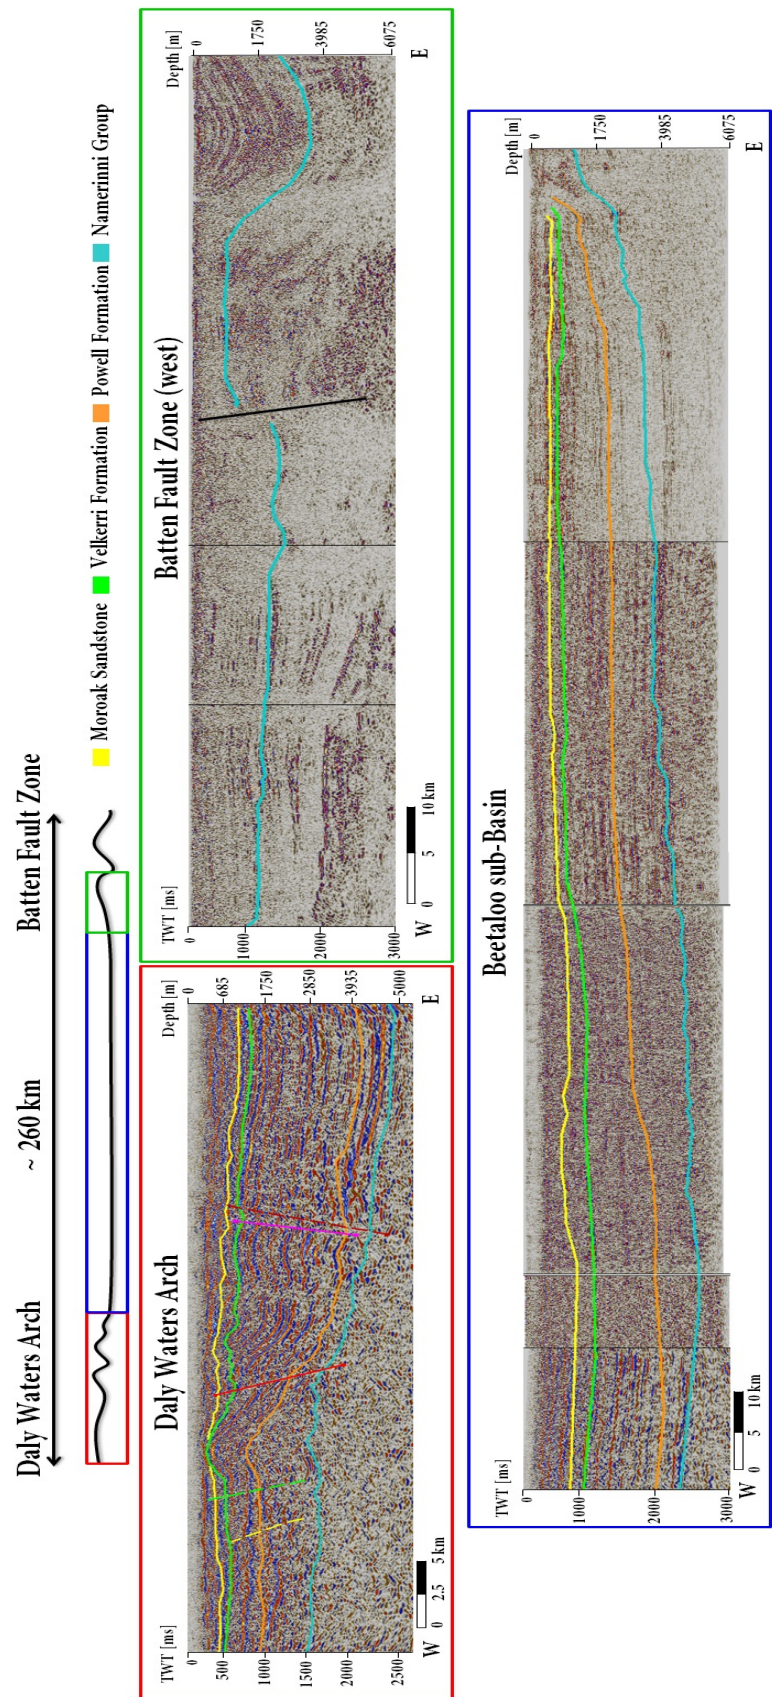 Daly Waters Arch
~ 260 km
Batten Fault Zone
Moroak Sandstone
Velkerri Formation
Powell Formation
Namerinni Group
Daly Waters Arch
TWT [ms]
0
500
1000
1500
2000
2500
Depth [m]
0
685
1750
2850
3935
5000
W
0 2.5 5 km
E
Batten Fault Zone (west)
TWT [ms]
0
1000
2000
3000
Depth [m]
0
1750
3985
6075
W
0 5 10 km
E
Beetaloo sub-Basin
TWT [ms]
0
1000
2000
3000
Depth [m]
0
1750
3985
6075
W
0 5 10 km
E